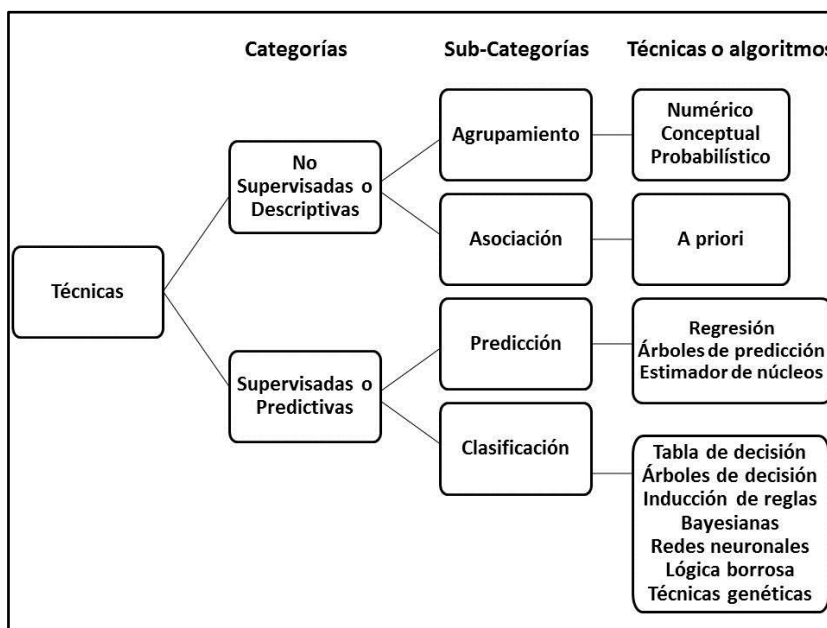 Categorías
Sub-Categorías
Técnicas o algoritmos
Técnicas
No
Supervisadas o
Descriptivas
Agrupamiento
Numérico
Conceptual
Probabilístico
Asociación
A priori
Supervisadas o
Predictivas
Predicción
Regresión
Árboles de predicción
Estimador de núcleos
Clasificación
Tabla de decisión
Árboles de decisión
Inducción de reglas
Bayesianas
Redes neuronales
Lógica borrosa
Técnicas genéticas